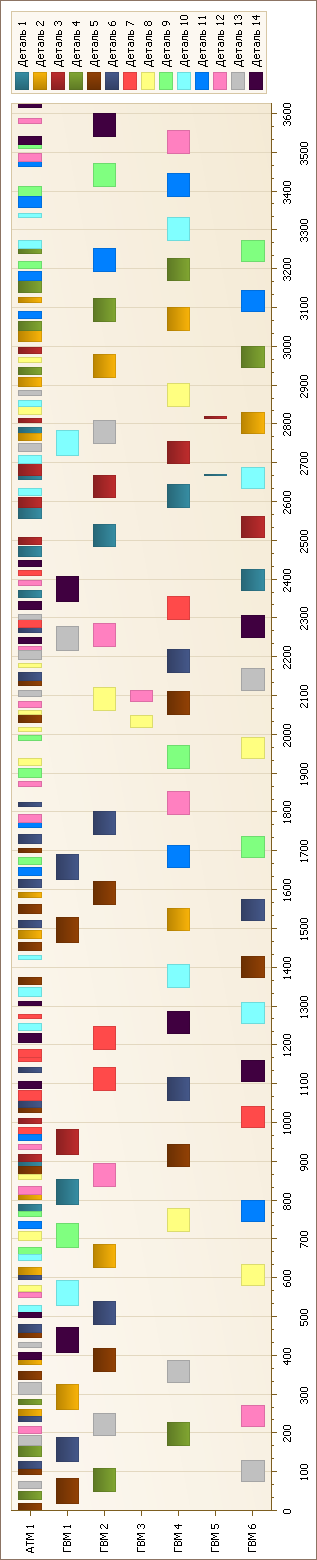 Деталь 1
Деталь 2
Деталь 3
Деталь 4
Деталь 5
Деталь 6
Деталь 7
Деталь 8
Деталь 9
Деталь 10
Деталь 11
Деталь 12
Деталь 13
Деталь 14
АТМ 1
ГВМ 1
ГВМ 2
ГВМ 3
ГВМ 4
ГВМ 5
ГВМ 6
0
100
200
300
400
500
600
700
800
900
1000
1100
1200
1300
1400
1500
1600
1700
1800
1900
2000
2100
2200
2300
2400
2500
2600
2700
2800
2900
3000
3100
3200
3300
3400
3500
3600